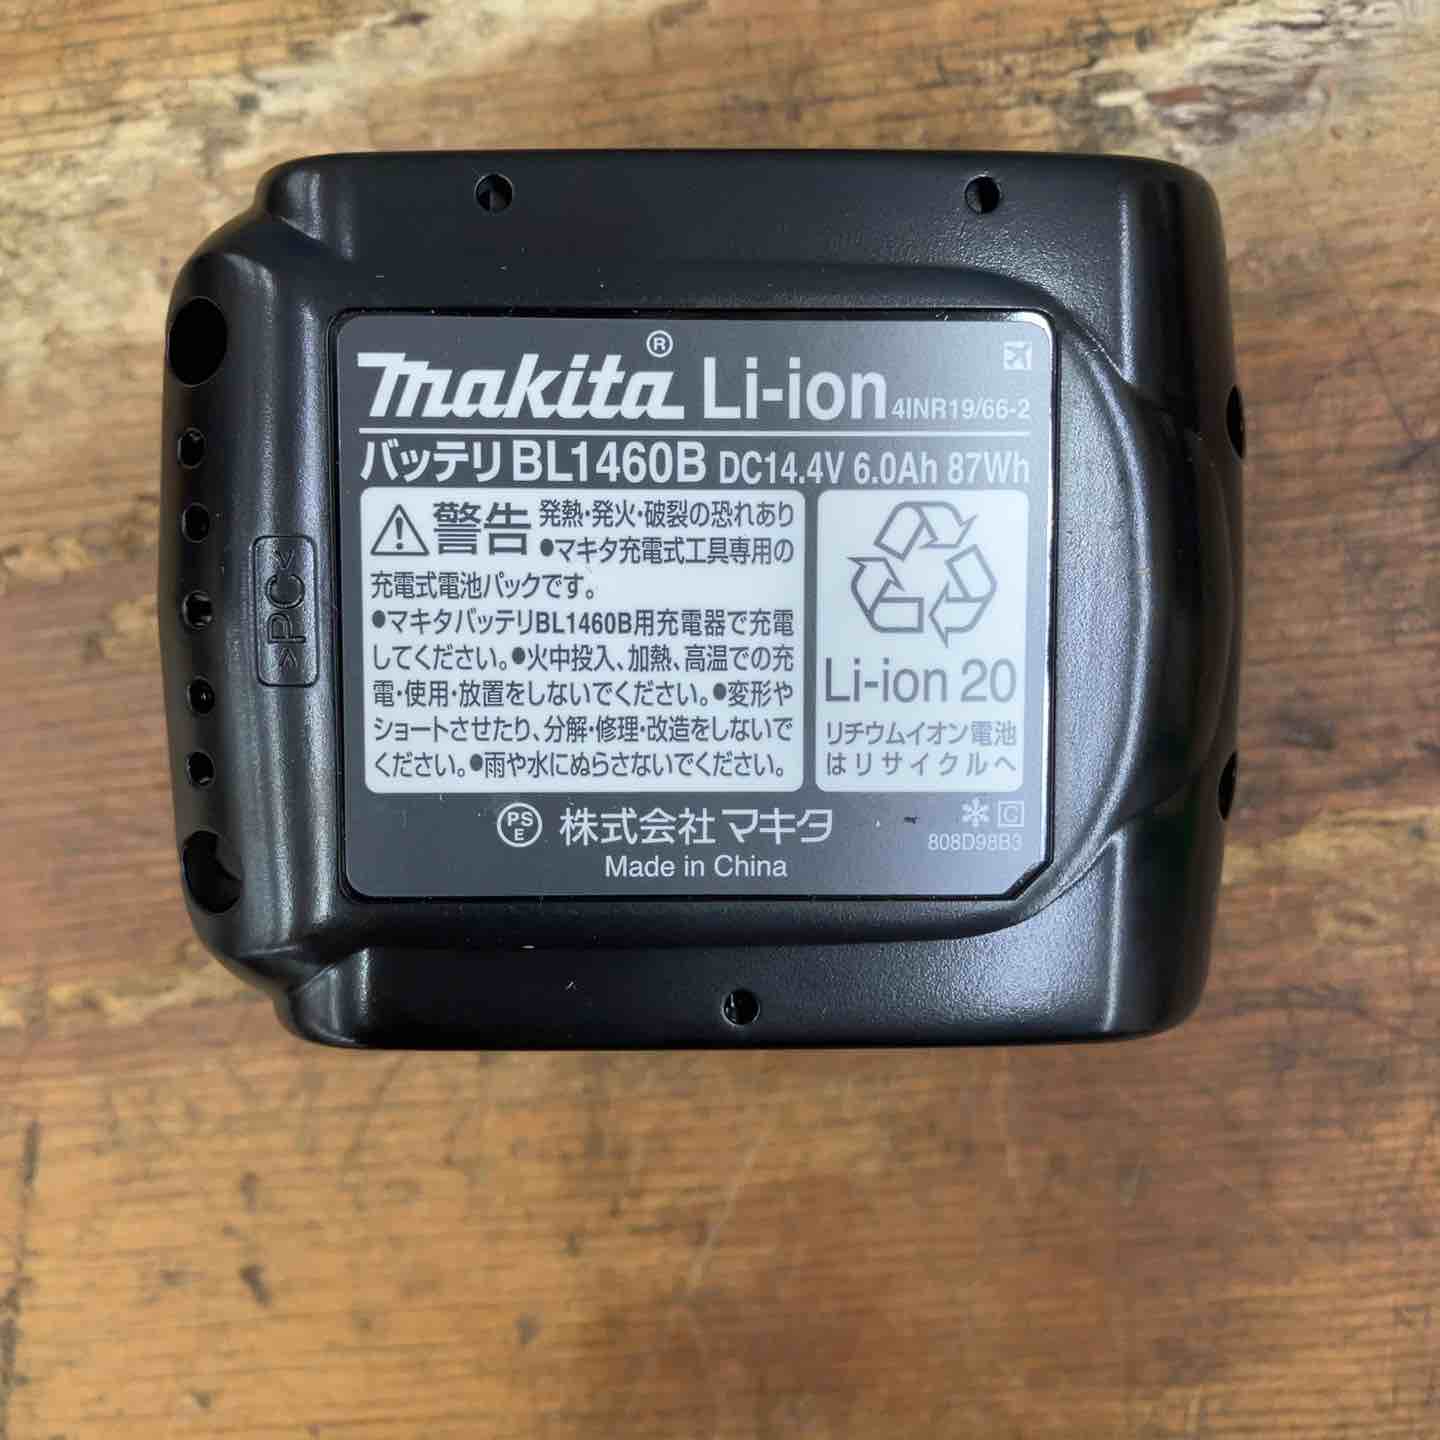 makita® Li-ion 4INR19/66-2
バッテリ BL1460B DC14.4V 6.0Ah 87Wh
警告 発熱・発火・破裂の恐れあり
●マキタ充電式工具専用の
充電式電池パックです。
●マキタバッテリBL1460B用充電器で充電
してください。●火中投入、加熱、高温での充
電・使用・放置をしないでください。●変形や
ショートさせたり、分解・修理・改造をしないで
ください。●雨や水にぬらさないでください。
Li-ion 20
リチウムイオン電池
はリサイクルへ
PS
E
株式会社マキタ
Made in China
C
808D98B3
>PC<